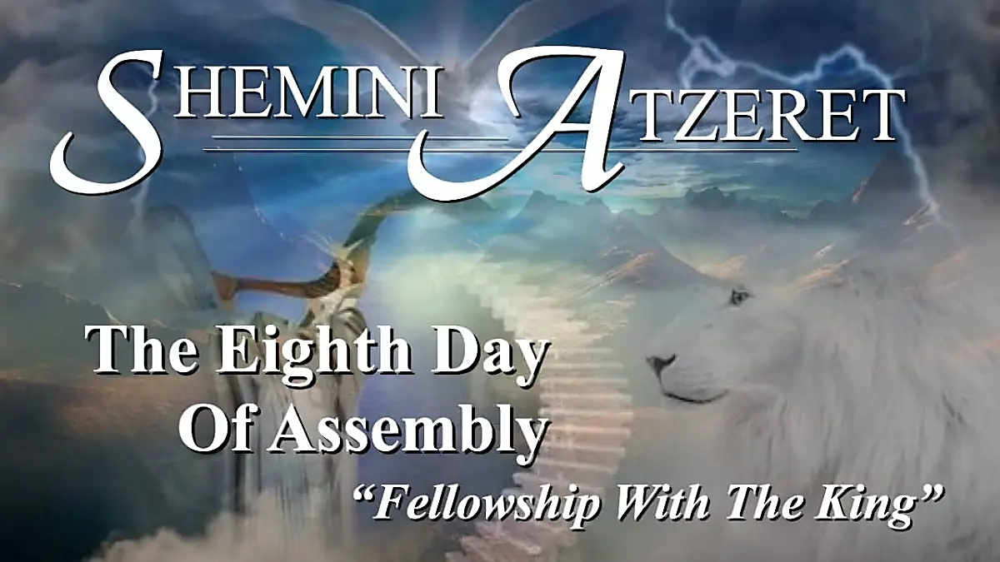 SHEMINI ATZERET
The Eighth Day
Of Assembly
“Fellowship With The King”